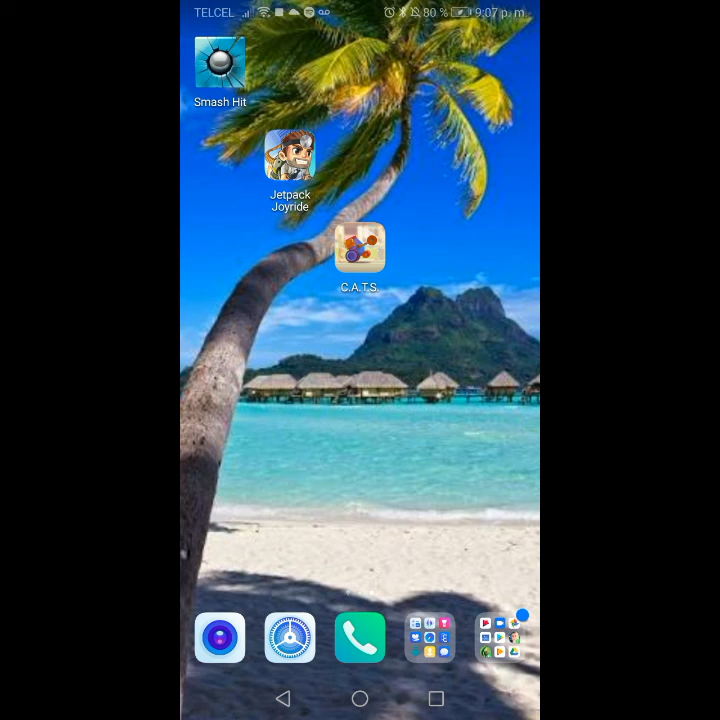 TELCEL 80 % 9:07 p. m.
Smash Hit
Jetpack
Joyride
C.A.T.S.